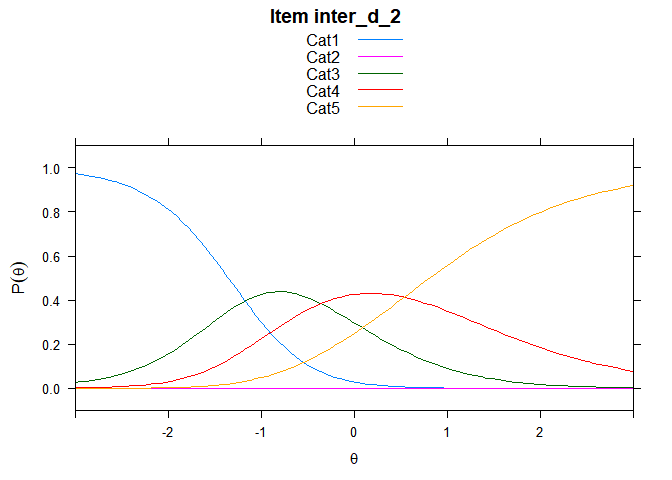 Item inter_d_2
Cat1
Cat2
Cat3
Cat4
Cat5
1.0
0.8
0.6
0.4
0.2
0.0
P(θ)
-2 -1 0 1 2
θ